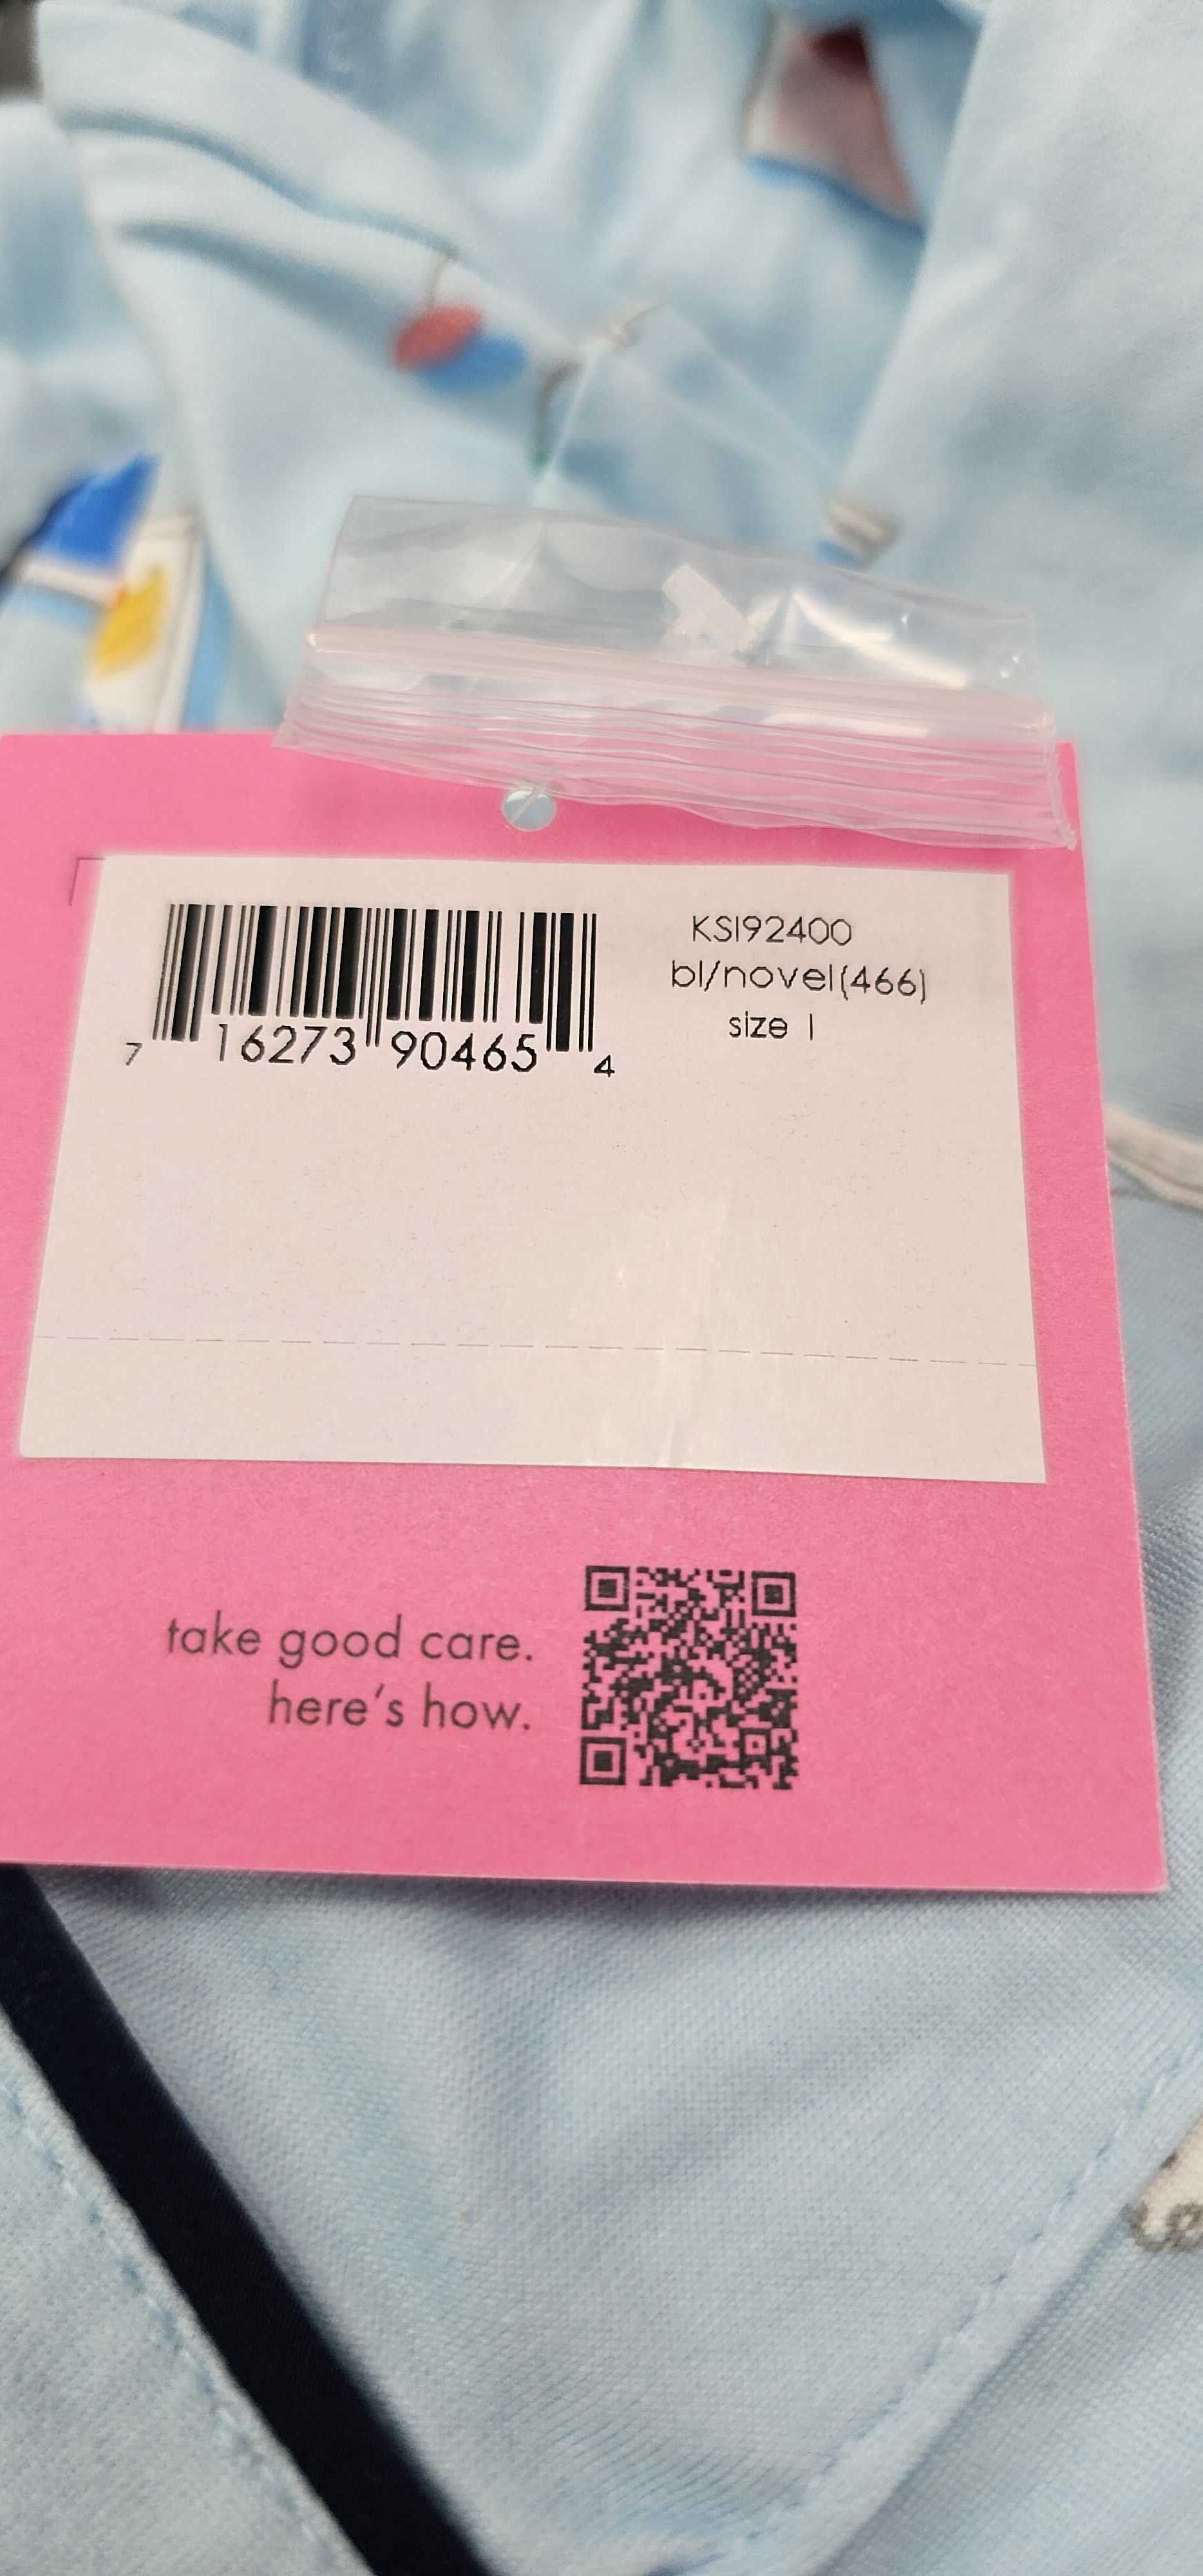 KSI92400
bl/novel(466)
size l
7 16273 90465 4
take good care.
here's how.